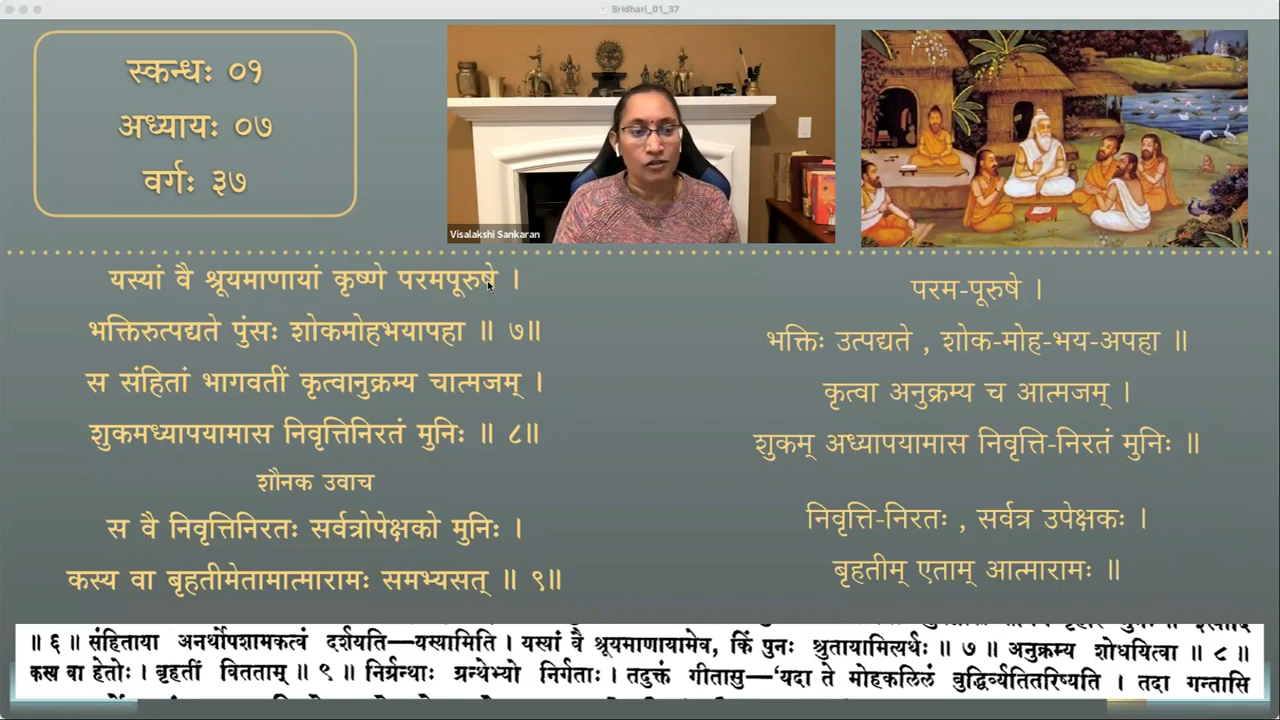 Sridhari_01_37
स्कन्धः ०१
अध्यायः ०७
वर्गः ३७
Visalakshi Sankaran
यस्यां वै श्रूयमाणायां कृष्णे परमपूरुषे ।
भक्तिरुत्पद्यते पुंसः शोकमोहभयापहा ॥ ७॥
स संहितां भागवतीं कृत्वानुक्रम्य चात्मजम् ।
शुकमध्यापयामास निवृत्तिनिरतं मुनिः ॥ ८॥
शौनक उवाच
स वै निवृत्तिनिरतः सर्वत्रोपेक्षको मुनिः ।
कस्य वा बृहतीमेतामात्मारामः समभ्यसत् ॥ ९॥
परम-पूरुषे ।
भक्तिः उत्पद्यते , शोक-मोह-भय-अपहा ॥
कृत्वा अनुक्रम्य च आत्मजम् ।
शुकम् अध्यापयामास निवृत्ति-निरतं मुनिः ॥
निवृत्ति-निरतः , सर्वत्र उपेक्षकः ।
बृहतीम् एताम् आत्मारामः ॥
॥ ६ ॥ संहिताया अनर्थोपशामकत्वं दर्शयति—यस्यामिति । यस्यां वै श्रूयमाणायामेव, किं पुनः श्रुतायामित्यर्थः ॥ ७ ॥ अनुक्रम्य शोधयित्वा ॥ ८ ॥
कस्य वा हेतोः । बृहतीं वितताम् ॥ ९ ॥ निर्ग्रन्थाः ग्रन्थेभ्यो निर्गताः । तदुक्तं गीतासु—'यदा ते मोहकलिलं बुद्धिर्व्यतितरिष्यति । तदा गन्तासि